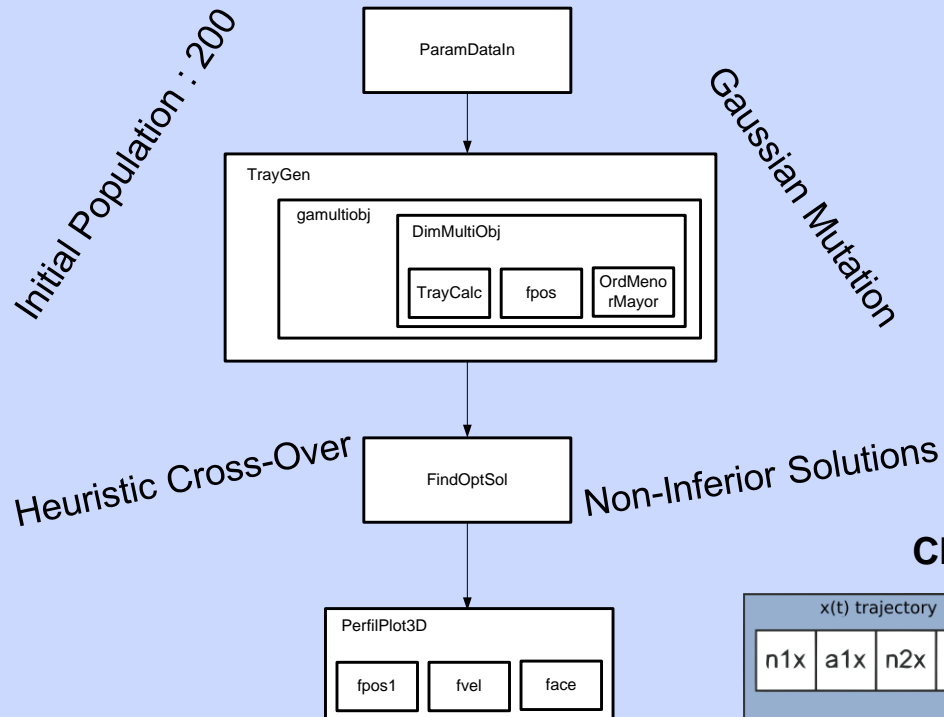 ParamDataIn
Initial Population : 200
Gaussian Mutation
TrayGen
gamultiobj
DimMultiObj
TrayCalc
fpos
OrdMeno
rMayor
Heuristic Cross-Over
FindOptSol
Non-Inferior Solutions
x(t) trajectory
PerfilPlot3D
n1x
a1x
n2x
fpos1
fvel
face